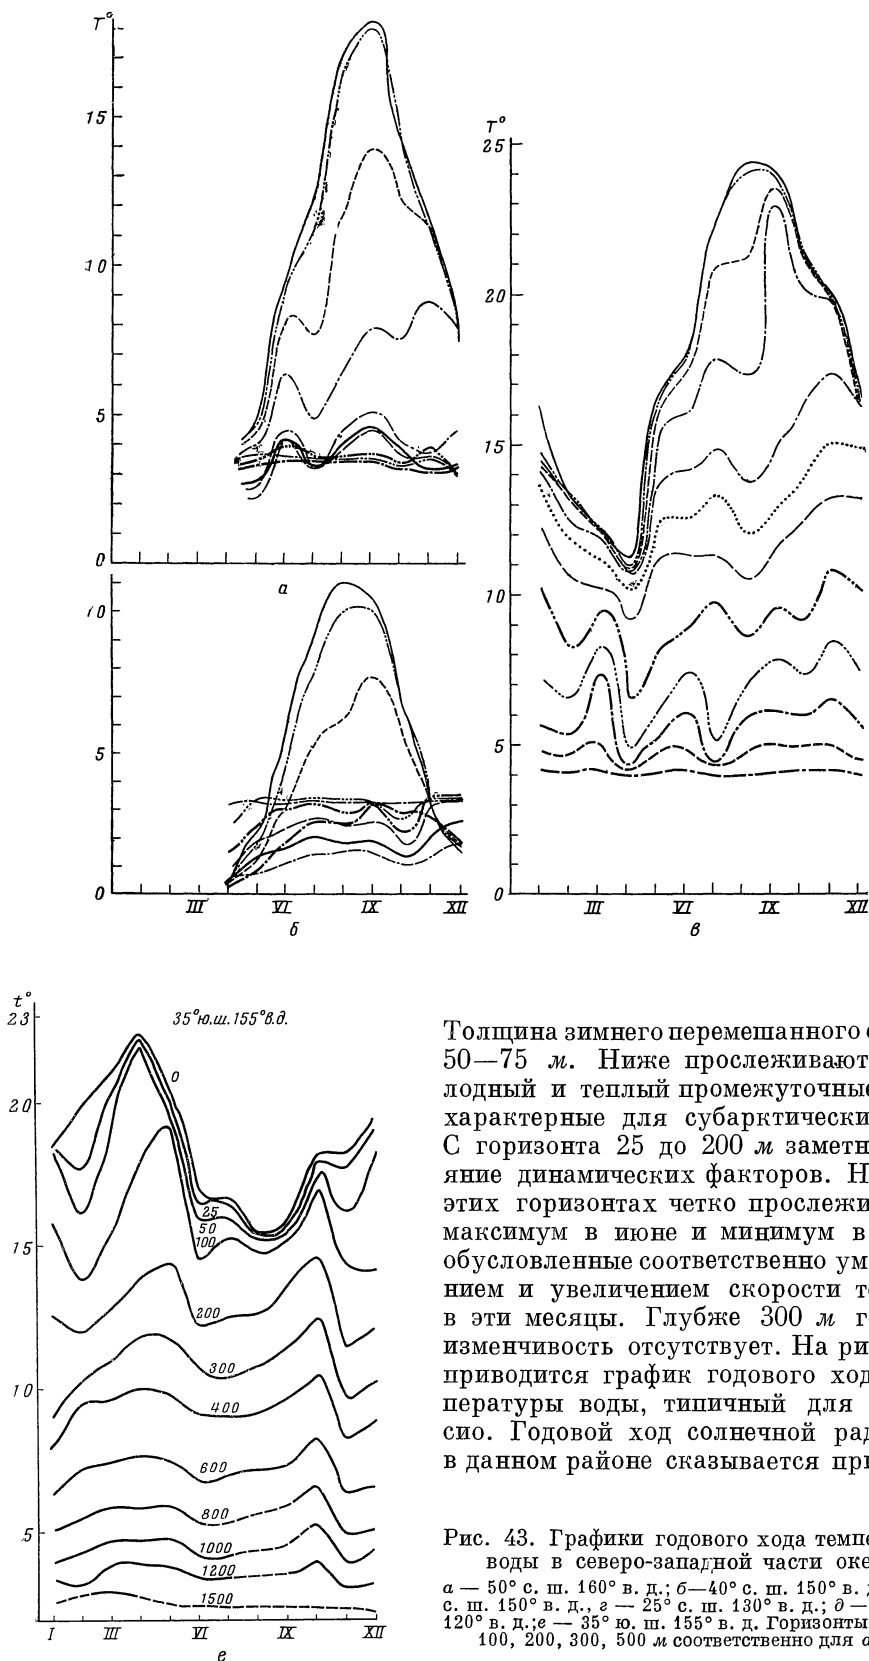 T°
15
10
5
0
а
10
5
0
III VI IX XII
б
T°
25
20
15
10
5
0
III VI IX XII
в
t°
23
20
15
10
5
35°ю.ш.155°в.д.
0
25
50
100
200
300
400
600
800
1000
1200
1500
I III VI IX XII
е
Толщина зимнего перемешанного
50—75 м. Ниже прослеживают
лодный и теплый промежуточные
характерные для субарктически
С горизонта 25 до 200 м заметн
яние динамических факторов. Н
этих горизонтах четко прослежи
максимум в июне и минимум в
обусловленные соответственно ум
нием и увеличением скорости т
в эти месяцы. Глубже 300 м г
изменчивость отсутствует. На ри
приводится график годового ход
пературы воды, типичный для
сио. Годовой ход солнечной рад
в данном районе сказывается пр
Рис. 43. Графики годового хода темпе
воды в северо-западной части оке
а — 50° с. ш. 160° в. д.; б—40° с. ш. 150° в.
с. ш. 150° в. д., г — 25° с. ш. 130° в. д.; д —
120° в. д.;е — 35° ю. ш. 155° в. д. Горизонты
100, 200, 300, 500 м соответственно для а